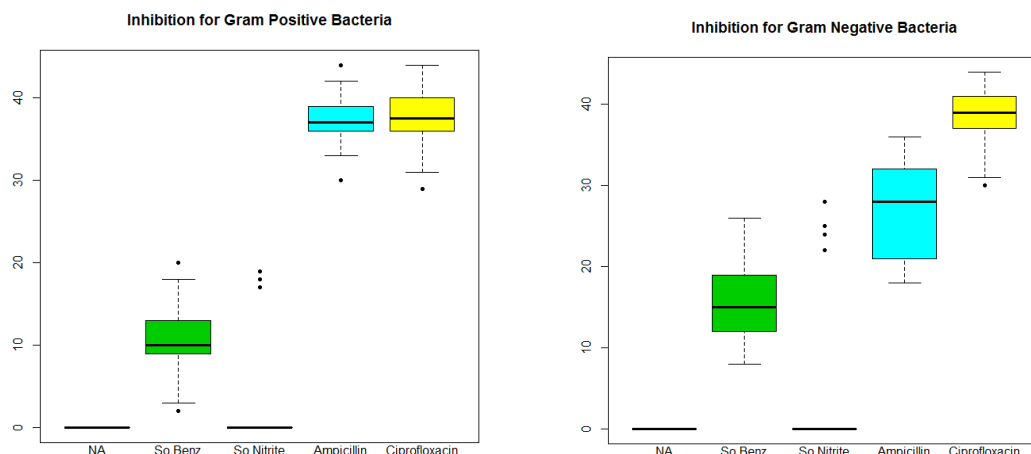 Inhibition for Gram Positive Bacteria
40
30
20
10
0
NA So Benz So Nitrite Ampicillin Ciprofloxacin
Inhibition for Gram Negative Bacteria
40
30
20
10
0
NA So Benz So Nitrite Ampicillin Ciprofloxacin